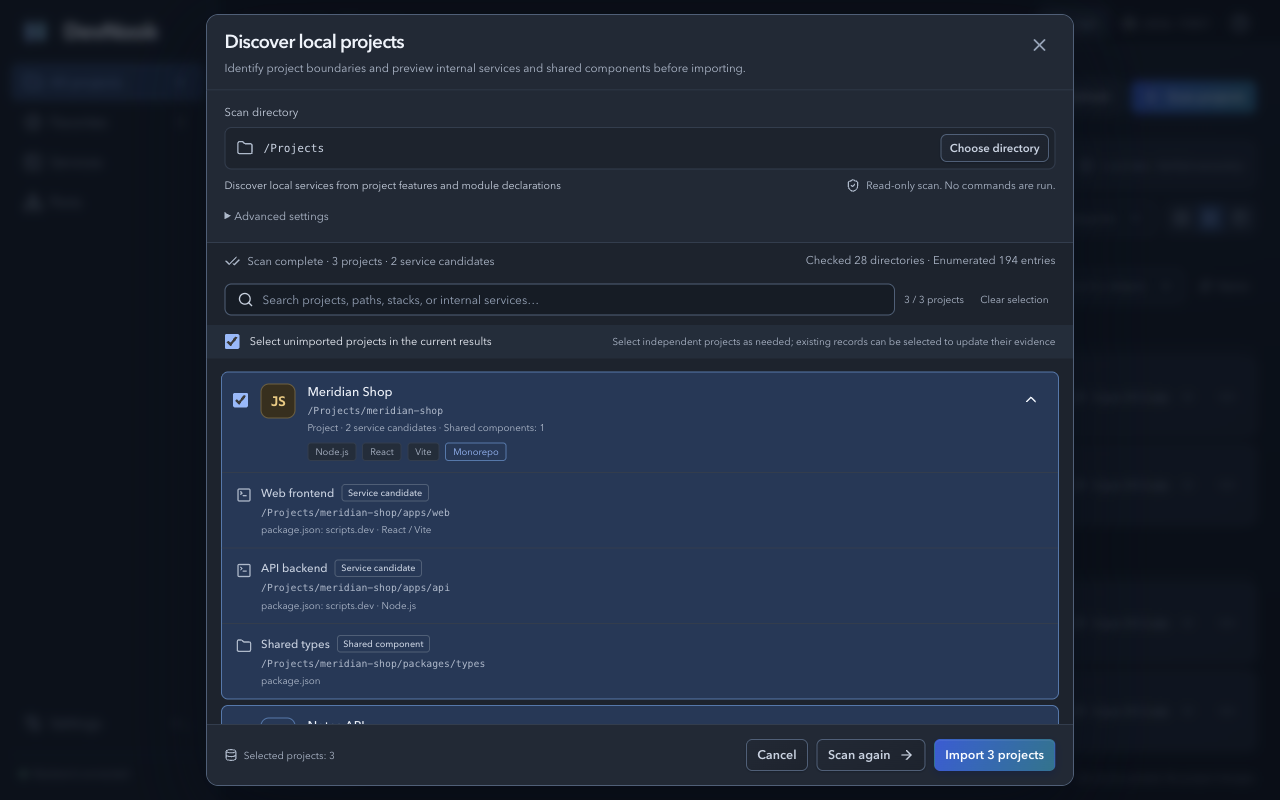 Discover local projects
Identify project boundaries and preview internal services and shared components before importing.
Scan directory
/Projects
Choose directory
Discover local services from project features and module declarations
Read-only scan. No commands are run.
Advanced settings
Scan complete · 3 projects · 2 service candidates
Checked 28 directories · Enumerated 194 entries
Search projects, paths, stacks, or internal services…
3 / 3 projects
Clear selection
Select unimported projects in the current results
Select independent projects as needed; existing records can be selected to update their evidence
JS
Meridian Shop
/Projects/meridian-shop
Project · 2 service candidates · Shared components: 1
Node.js
React
Vite
Monorepo
Web frontend
Service candidate
/Projects/meridian-shop/apps/web
package.json: scripts.dev · React / Vite
API backend
Service candidate
/Projects/meridian-shop/apps/api
package.json: scripts.dev · Node.js
Shared types
Shared component
/Projects/meridian-shop/packages/types
package.json
Selected projects: 3
Cancel
Scan again
Import 3 projects